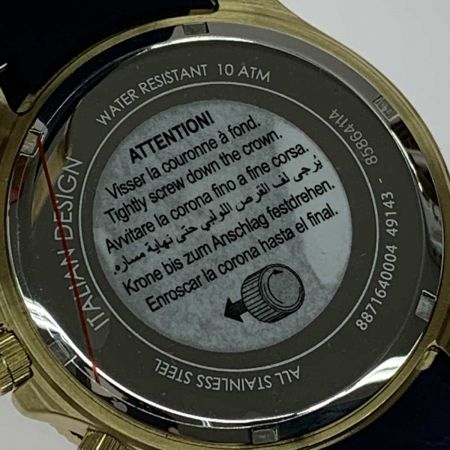 WATER RESISTANT 10 ATM
ATTENTION!
Visser la couronne à fond.
Tightly screw down the crown.
Avvitare la corona fino a fine corsa.
يُرجى لف القرص اللولبي حتى نهاية مساره.
Krone bis zum Anschlag festdrehen.
Enroscar la corona hasta el final.
ITALIAN DESIGN
ALL STAINLESS STEEL
8871640004 49143 - 85864114